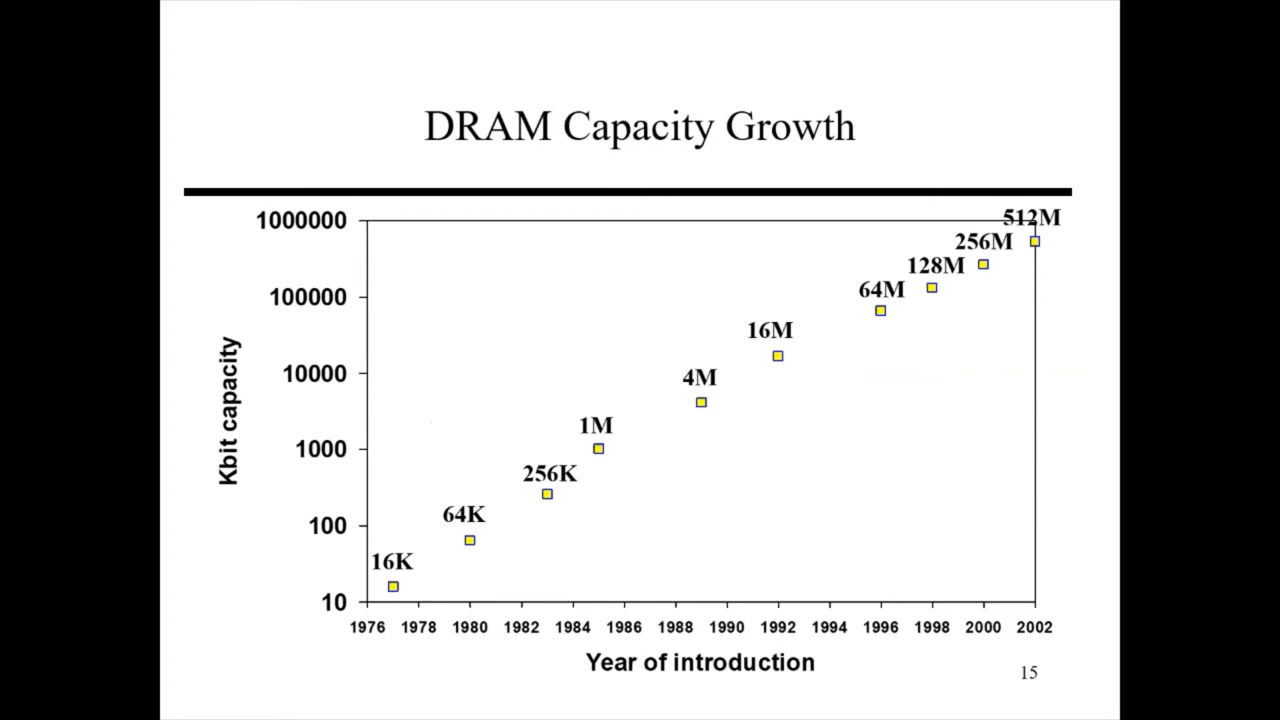 DRAM Capacity Growth
1000000
100000
10000
1000
100
10
Kbit capacity
16K
64K
256K
1M
4M
16M
64M
128M
256M
512M
1976 1978 1980 1982 1984 1986 1988 1990 1992 1994 1996 1998 2000 2002
Year of introduction
15